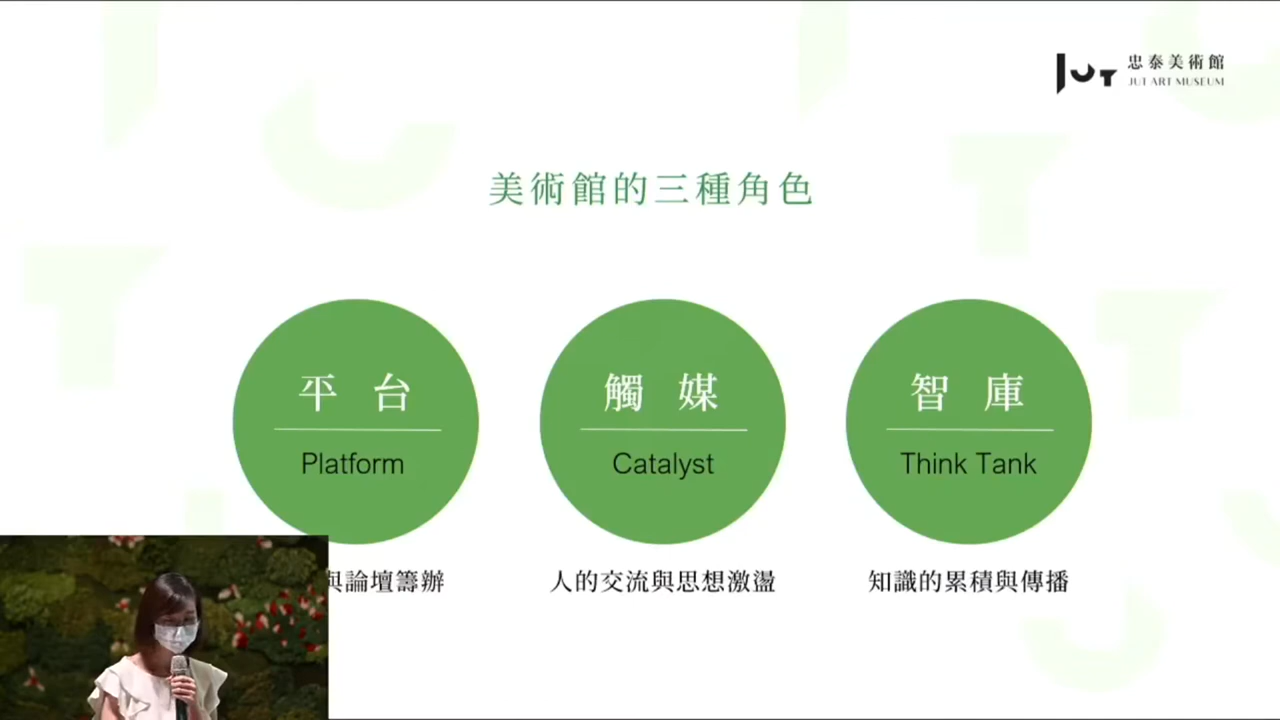 JUT 忠泰美術館
JUT ART MUSEUM
美術館的三種角色
平台
Platform
與論壇籌辦
觸媒
Catalyst
人的交流與思想激盪
智庫
Think Tank
知識的累積與傳播